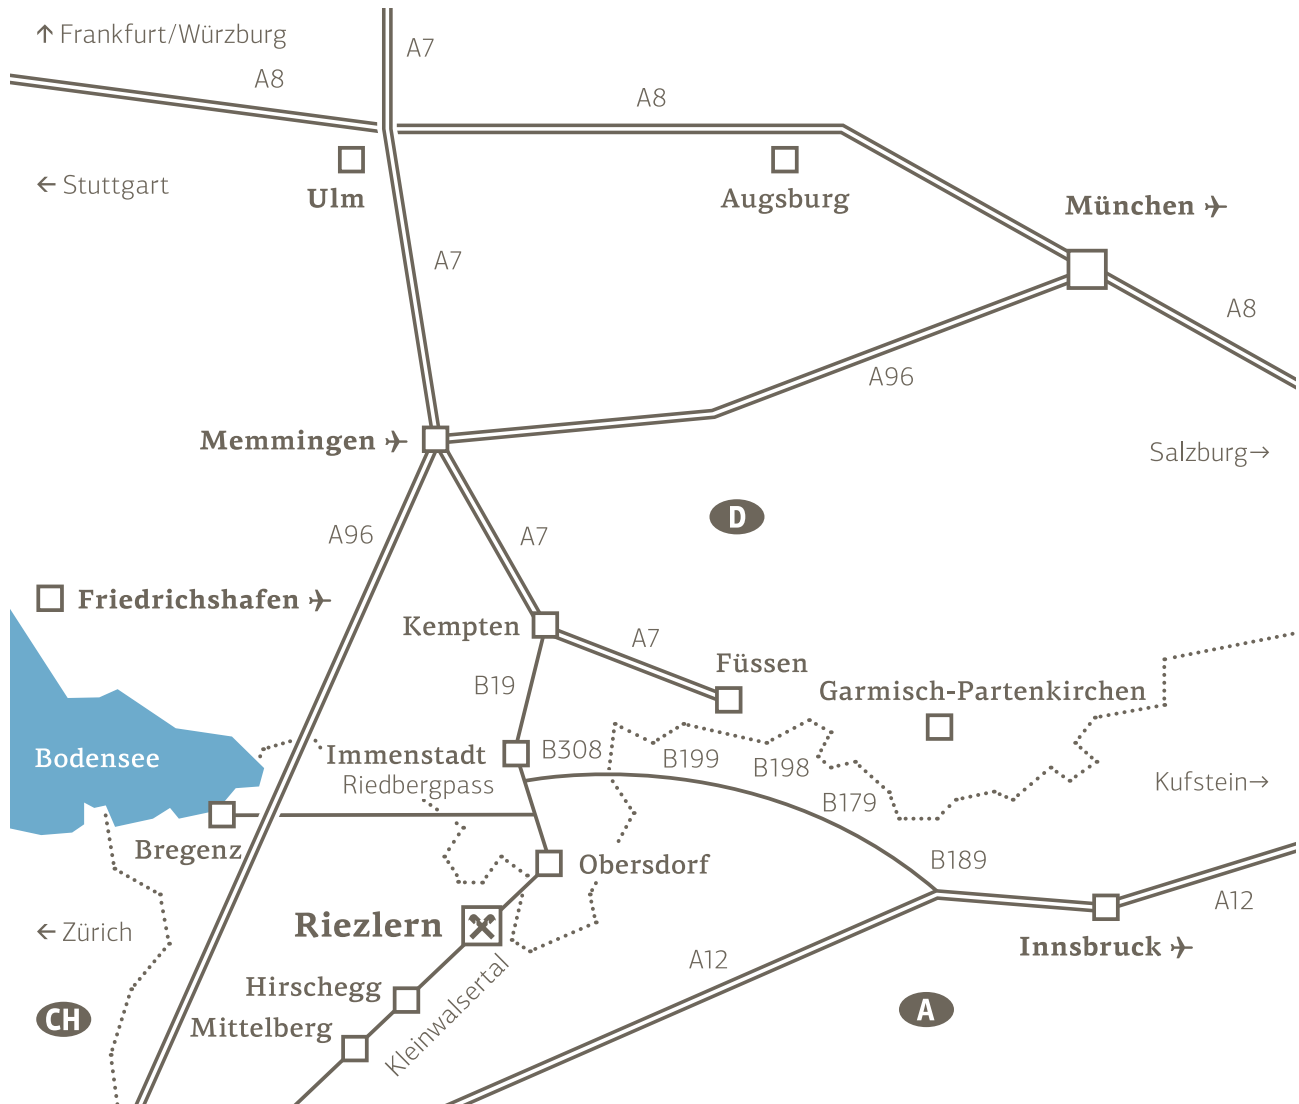 ↑ Frankfurt/Würzburg
A7
A8
A8
← Stuttgart
Ulm
Augsburg
München
A7
A8
A96
Memmingen
Salzburg→
D
A96
A7
Friedrichshafen
Kempten
A7
Füssen
B19
Garmisch-Partenkirchen
Bodensee
Immenstadt
B308
B199
B198
Riedbergpass
Kufstein→
B179
Bregenz
Obersdorf
B189
A12
Riezlern
← Zürich
Innsbruck
A12
Hirschegg
Kleinwalsertal
CH
Mittelberg
A